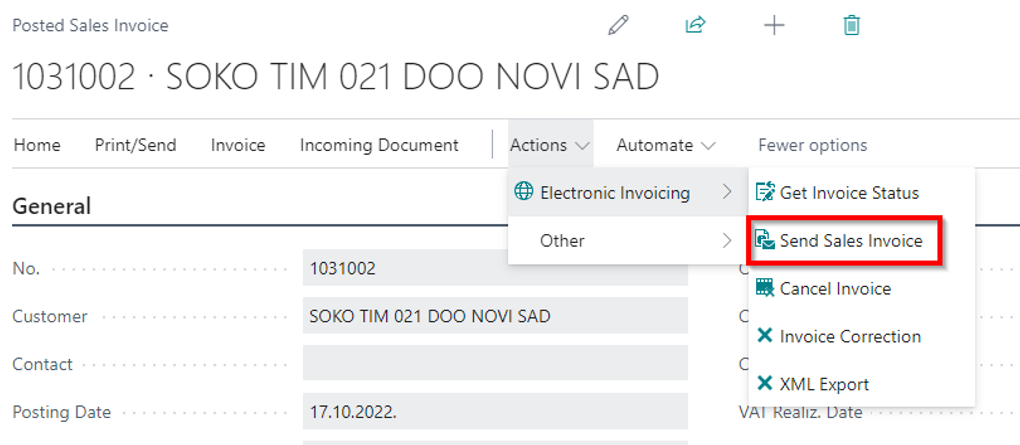 Posted Sales Invoice
1031002 · SOKO TIM 021 DOO NOVI SAD
Home Print/Send Invoice Incoming Document Actions Automate Fewer options
Electronic Invoicing
Other
Get Invoice Status
Send Sales Invoice
Cancel Invoice
Invoice Correction
XML Export
General
No. 1031002
Customer SOKO TIM 021 DOO NOVI SAD
Contact
Posting Date 17.10.2022.
VAT Realiz. Date